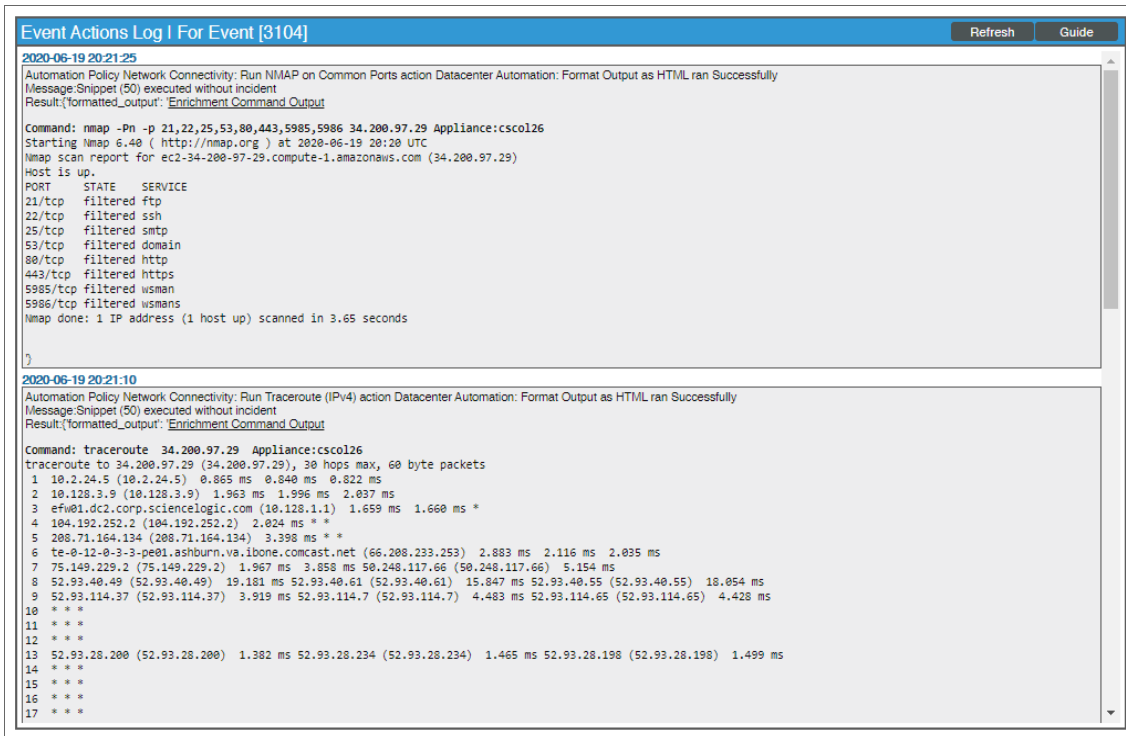 Event Actions Log | For Event [3104]
Refresh
Guide
2020-06-19 20:21:25
Automation Policy Network Connectivity: Run NMAP on Common Ports action Datacenter Automation: Format Output as HTML ran Successfully
Message:Snippet (50) executed without incident
Result:{'formatted_output': 'Enrichment Command Output
Command: nmap -Pn -p 21,22,25,53,80,443,5985,5986 34.200.97.29 Appliance:cscol26
Starting Nmap 6.40 ( http://nmap.org ) at 2020-06-19 20:20 UTC
Nmap scan report for ec2-34-200-97-29.compute-1.amazonaws.com (34.200.97.29)
Host is up.
PORT     STATE    SERVICE
21/tcp   filtered ftp
22/tcp   filtered ssh
25/tcp   filtered smtp
53/tcp   filtered domain
80/tcp   filtered http
443/tcp  filtered https
5985/tcp filtered wsman
5986/tcp filtered wsmans
Nmap done: 1 IP address (1 host up) scanned in 3.65 seconds
'}
2020-06-19 20:21:10
Automation Policy Network Connectivity: Run Traceroute (IPv4) action Datacenter Automation: Format Output as HTML ran Successfully
Message:Snippet (50) executed without incident
Result:{'formatted_output': 'Enrichment Command Output
Command: traceroute  34.200.97.29  Appliance:cscol26
traceroute to 34.200.97.29 (34.200.97.29), 30 hops max, 60 byte packets
1  10.2.24.5 (10.2.24.5)  0.865 ms  0.840 ms  0.822 ms
2  10.128.3.9 (10.128.3.9)  1.963 ms  1.996 ms  2.037 ms
3  efw01.dc2.corp.sciencelogic.com (10.128.1.1)  1.659 ms  1.660 ms *
4  104.192.252.2 (104.192.252.2)  2.024 ms * *
5  208.71.164.134 (208.71.164.134)  3.398 ms * *
6  te-0-12-0-3-3-pe01.ashburn.va.ibone.comcast.net (66.208.233.253)  2.883 ms  2.116 ms  2.035 ms
7  75.149.229.2 (75.149.229.2)  1.967 ms  3.858 ms 50.248.117.66 (50.248.117.66)  5.154 ms
8  52.93.40.49 (52.93.40.49)  19.181 ms 52.93.40.61 (52.93.40.61)  15.847 ms 52.93.40.55 (52.93.40.55)  18.054 ms
9  52.93.114.37 (52.93.114.37)  3.919 ms 52.93.114.7 (52.93.114.7)  4.483 ms 52.93.114.65 (52.93.114.65)  4.428 ms
10  * * *
11  * * *
12  * * *
13  52.93.28.200 (52.93.28.200)  1.382 ms 52.93.28.234 (52.93.28.234)  1.465 ms 52.93.28.198 (52.93.28.198)  1.499 ms
14  * * *
15  * * *
16  * * *
17  * * *